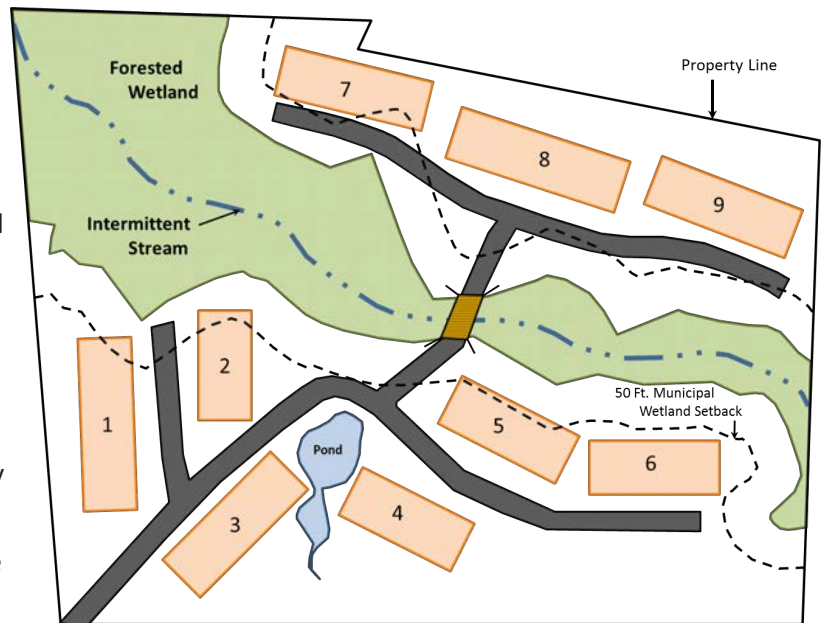 Forested
Wetland
Property Line
7
8
9
Intermittent
Stream
1
2
50 Ft. Municipal
Wetland Setback
5
6
Pond
3
4